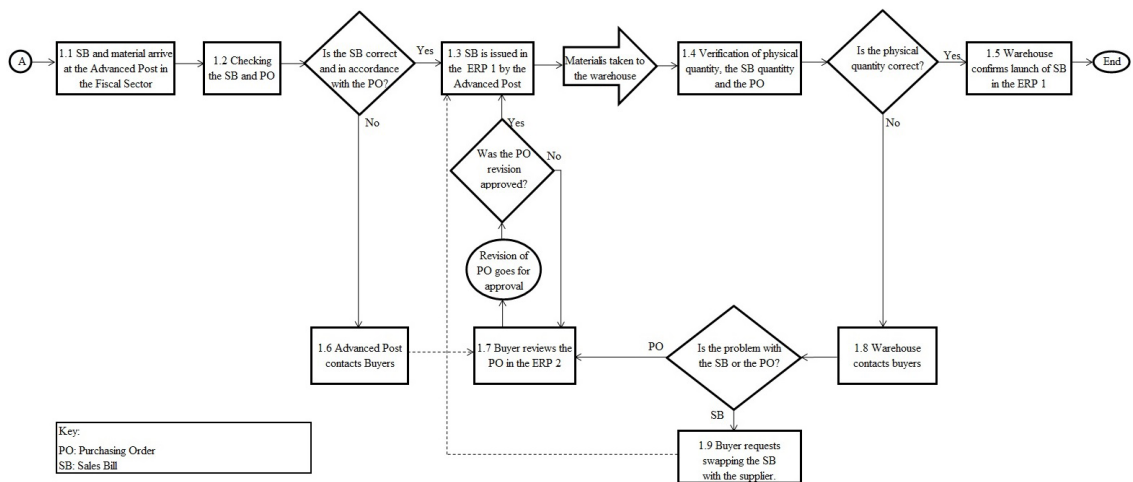 A
1.1 SB and material arrive
at the Advanced Post in
the Fiscal Sector
1.2 Checking
the SB and PO
Is the SB correct
and in accordance
with the PO?
Yes
No
1.3 SB is issued in
the ERP 1 by the
Advanced Post
Materialis taken to
the warehouse
1.4 Verification of physical
quantity, the SB quantity
and the PO
Is the physical
quantity correct?
Yes
No
1.5 Warehouse
confirms launch of SB
in the ERP 1
End
Yes
Was the PO
revision
approved?
No
Revision of
PO goes for
approval
1.6 Advanced Post
contacts Buyers
1.7 Buyer reviews the
PO in the ERP 2
PO
Is the problem with
the SB or the PO?
SB
1.8 Warehouse
contacts buyers
1.9 Buyer requests
swapping the SB
with the supplier.
Key:
PO: Purchasing Order
SB: Sales Bill